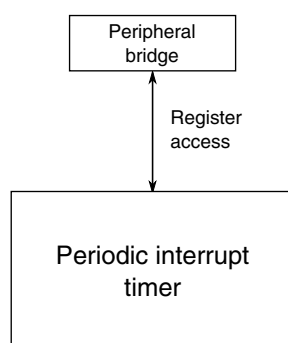 Peripheral
bridge
Register
access
Periodic interrupt
timer